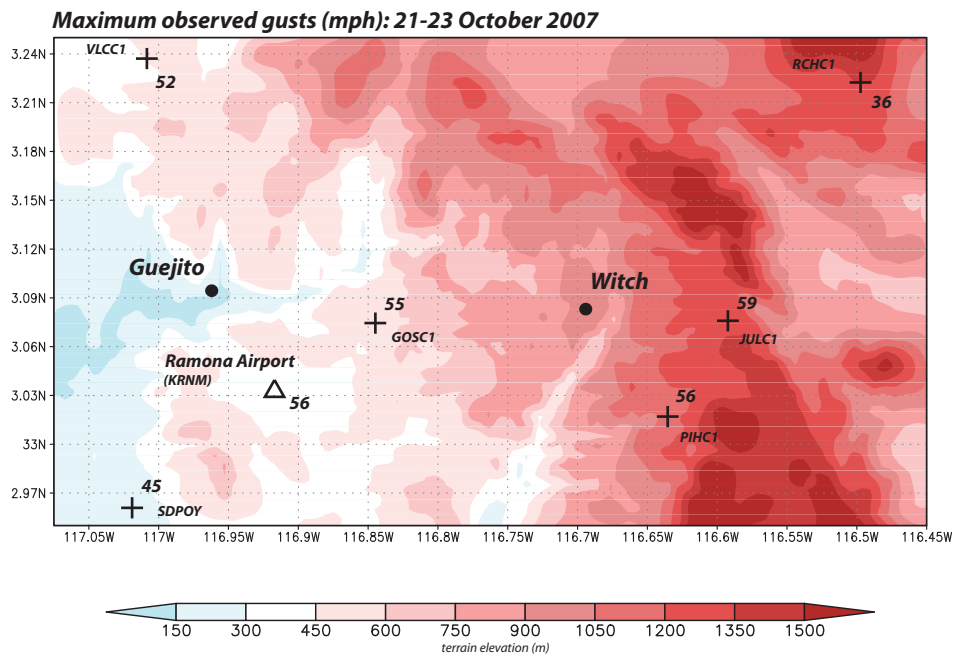 Maximum observed gusts (mph): 21-23 October 2007
3.24N
VLCC1
52
RCHC1
36
3.21N
3.18N
3.15N
3.12N
Guejito
Witch
3.09N
55
GOSC1
59
JULC1
3.06N
Ramona Airport
(KRNM)
56
3.03N
56
PIHC1
33N
2.97N
45
SDPOY
117.05W 117W 116.95W 116.9W 116.85W 116.8W 116.75W 116.7W 116.65W 116.6W 116.55W 116.5W 116.45W
150 300 450 600 750 900 1050 1200 1350 1500
terrain elevation (m)